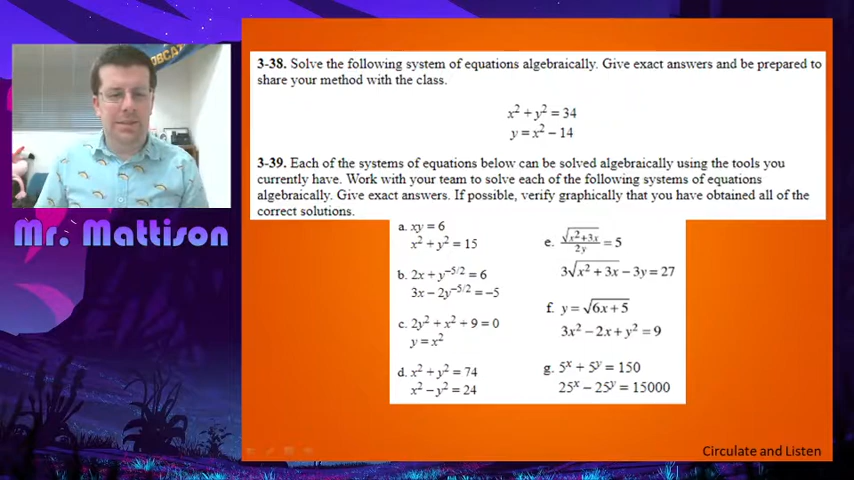 OBCAT
3-38. Solve the following system of equations algebraically. Give exact answers and be prepared to
share your method with the class.
x² + y² = 34
y = x² − 14
3-39. Each of the systems of equations below can be solved algebraically using the tools you
currently have. Work with your team to solve each of the following systems of equations
algebraically. Give exact answers. If possible, verify graphically that you have obtained all of the
correct solutions.
Mr. Mattison
a. xy = 6
x² + y² = 15
b. 2x + y^(−5/2) = 6
3x − 2y^(−5/2) = −5
c. 2y² + x² + 9 = 0
y = x²
d. x² + y² = 74
x² − y² = 24
e. √(x²+3x)/2y = 5
3√(x² + 3x) − 3y = 27
f. y = √(6x + 5)
3x² − 2x + y² = 9
g. 5ˣ + 5ʸ = 150
25ˣ − 25ʸ = 15000
Circulate and Listen